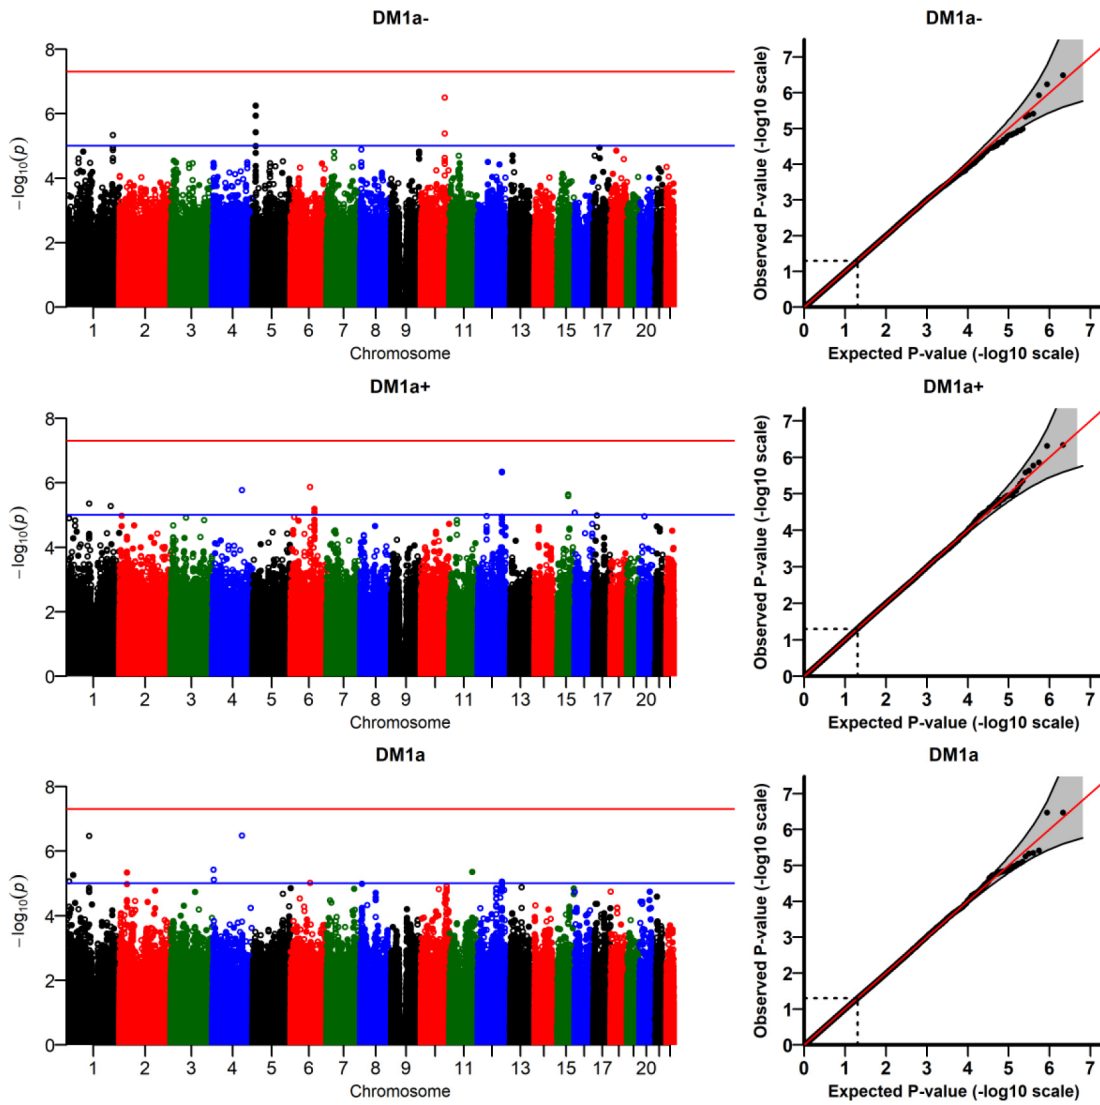 DM1a-
8
6
4
2
0
−log10(p)
1 2 3 4 5 6 7 8 9 11 13 15 17 20
Chromosome
DM1a-
7
6
5
4
3
2
1
0
Observed P-value (-log10 scale)
0 1 2 3 4 5 6 7
Expected P-value (-log10 scale)
DM1a+
8
6
4
2
0
−log10(p)
1 2 3 4 5 6 7 8 9 11 13 15 17 20
Chromosome
DM1a+
7
6
5
4
3
2
1
0
Observed P-value (-log10 scale)
0 1 2 3 4 5 6 7
Expected P-value (-log10 scale)
DM1a
8
6
4
2
0
−log10(p)
1 2 3 4 5 6 7 8 9 11 13 15 17 20
Chromosome
DM1a
7
6
5
4
3
2
1
0
Observed P-value (-log10 scale)
0 1 2 3 4 5 6 7
Expected P-value (-log10 scale)